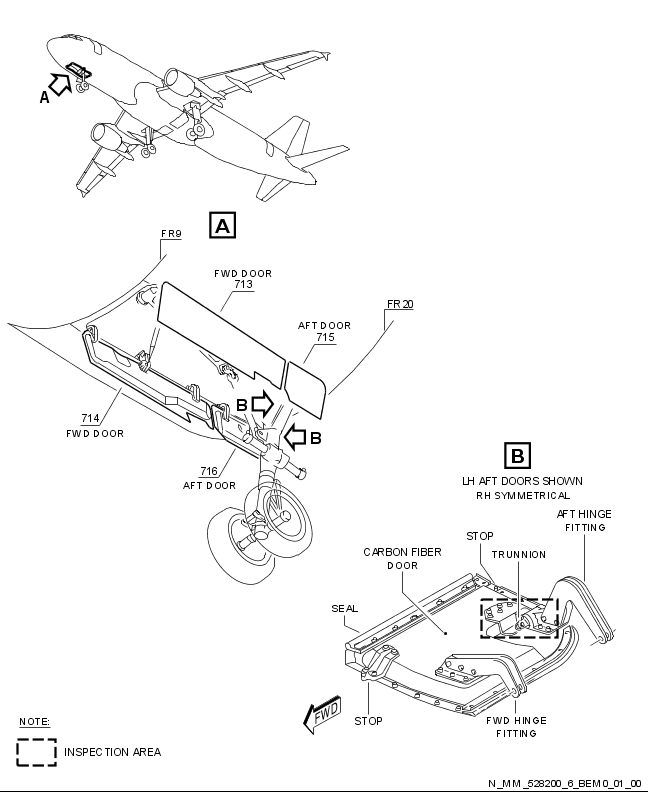 A
A
FR9
FWD DOOR
713
FR20
AFT DOOR
715
B
B
714
FWD DOOR
716
AFT DOOR
B
LH AFT DOORS SHOWN
RH SYMMETRICAL
AFT HINGE
FITTING
STOP
TRUNNION
CARBON FIBER
DOOR
SEAL
FWD
STOP
FWD HINGE
FITTING
NOTE:
INSPECTION AREA
N_MM_528200_6_BEM0_01_00